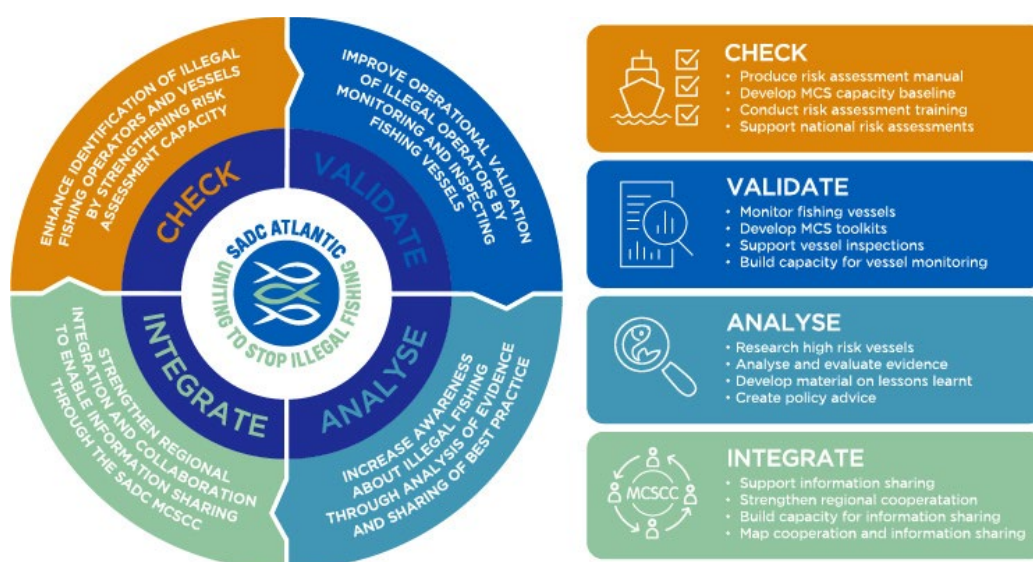 ENHANCE IDENTIFICATION OF ILLEGAL
FISHING OPERATORS AND VESSELS
BY STRENGTHENING RISK
ASSESSMENT CAPACITY
CHECK
IMPROVE OPERATIONAL VALIDATION
OF ILLEGAL OPERATORS BY
MONITORING AND INSPECTING
FISHING VESSELS
VALIDATE
SADC ATLANTIC
UNITING TO STOP ILLEGAL FISHING
INTEGRATE
STRENGTHEN REGIONAL
INTEGRATION AND COLLABORATION
TO ENABLE INFORMATION SHARING
THROUGH THE SADC MCSCC
ANALYSE
INCREASE AWARENESS
ABOUT ILLEGAL FISHING
THROUGH ANALYSIS OF EVIDENCE
AND SHARING OF BEST PRACTICE
CHECK
• Produce risk assessment manual
• Develop MCS capacity baseline
• Conduct risk assessment training
• Support national risk assessments
VALIDATE
• Monitor fishing vessels
• Develop MCS toolkits
• Support vessel inspections
• Build capacity for vessel monitoring
ANALYSE
• Research high risk vessels
• Analyse and evaluate evidence
• Develop material on lessons learnt
• Create policy advice
MCSCC
INTEGRATE
• Support information sharing
• Strengthen regional cooperatation
• Build capacity for information sharing
• Map cooperation and information sharing